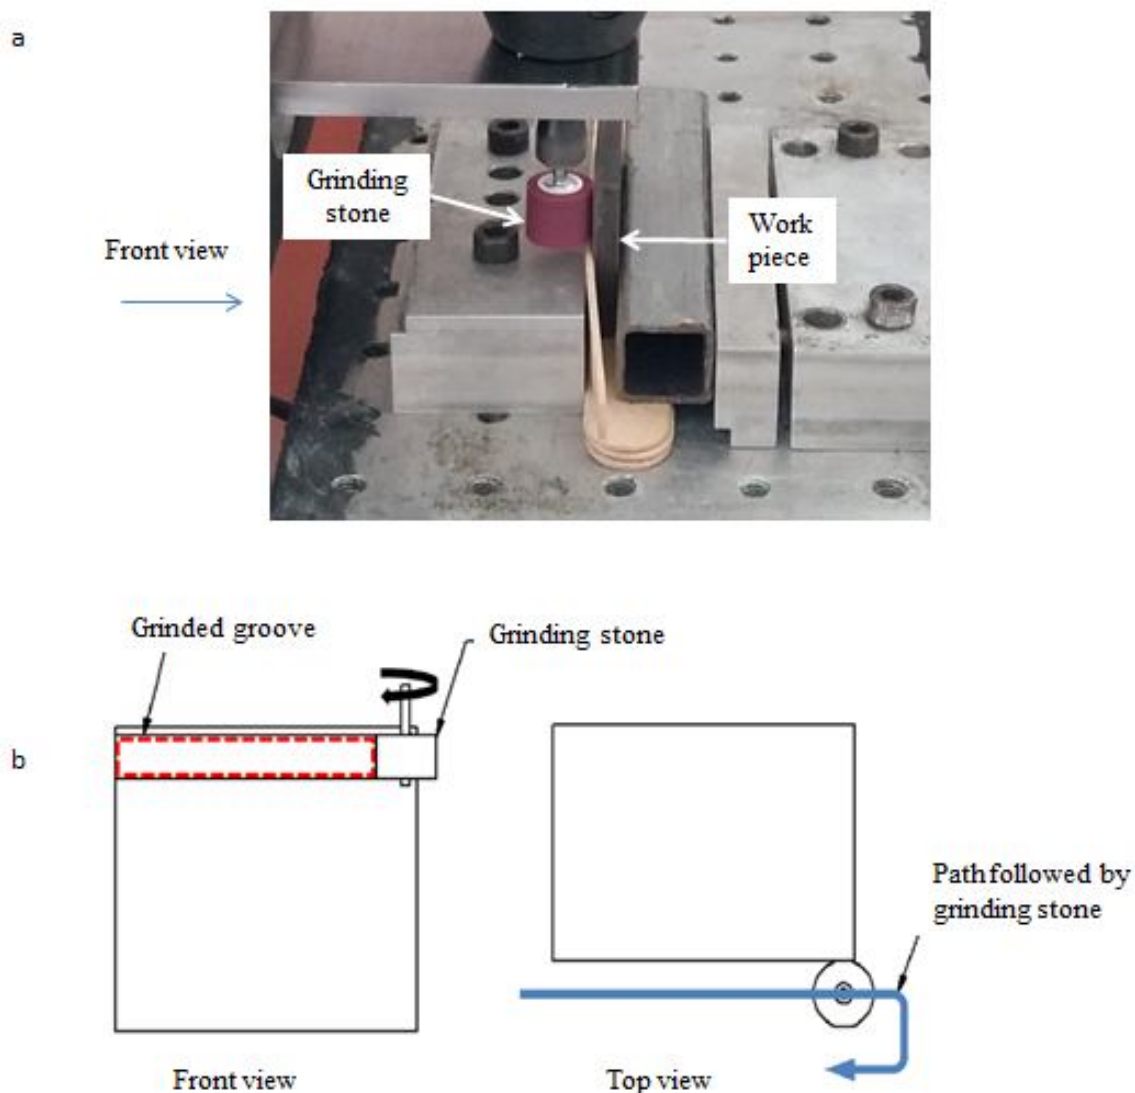 a
Grinding
stone
Work
piece
Front view
Grinded groove
Grinding stone
b
Path followed by
grinding stone
Front view
Top view